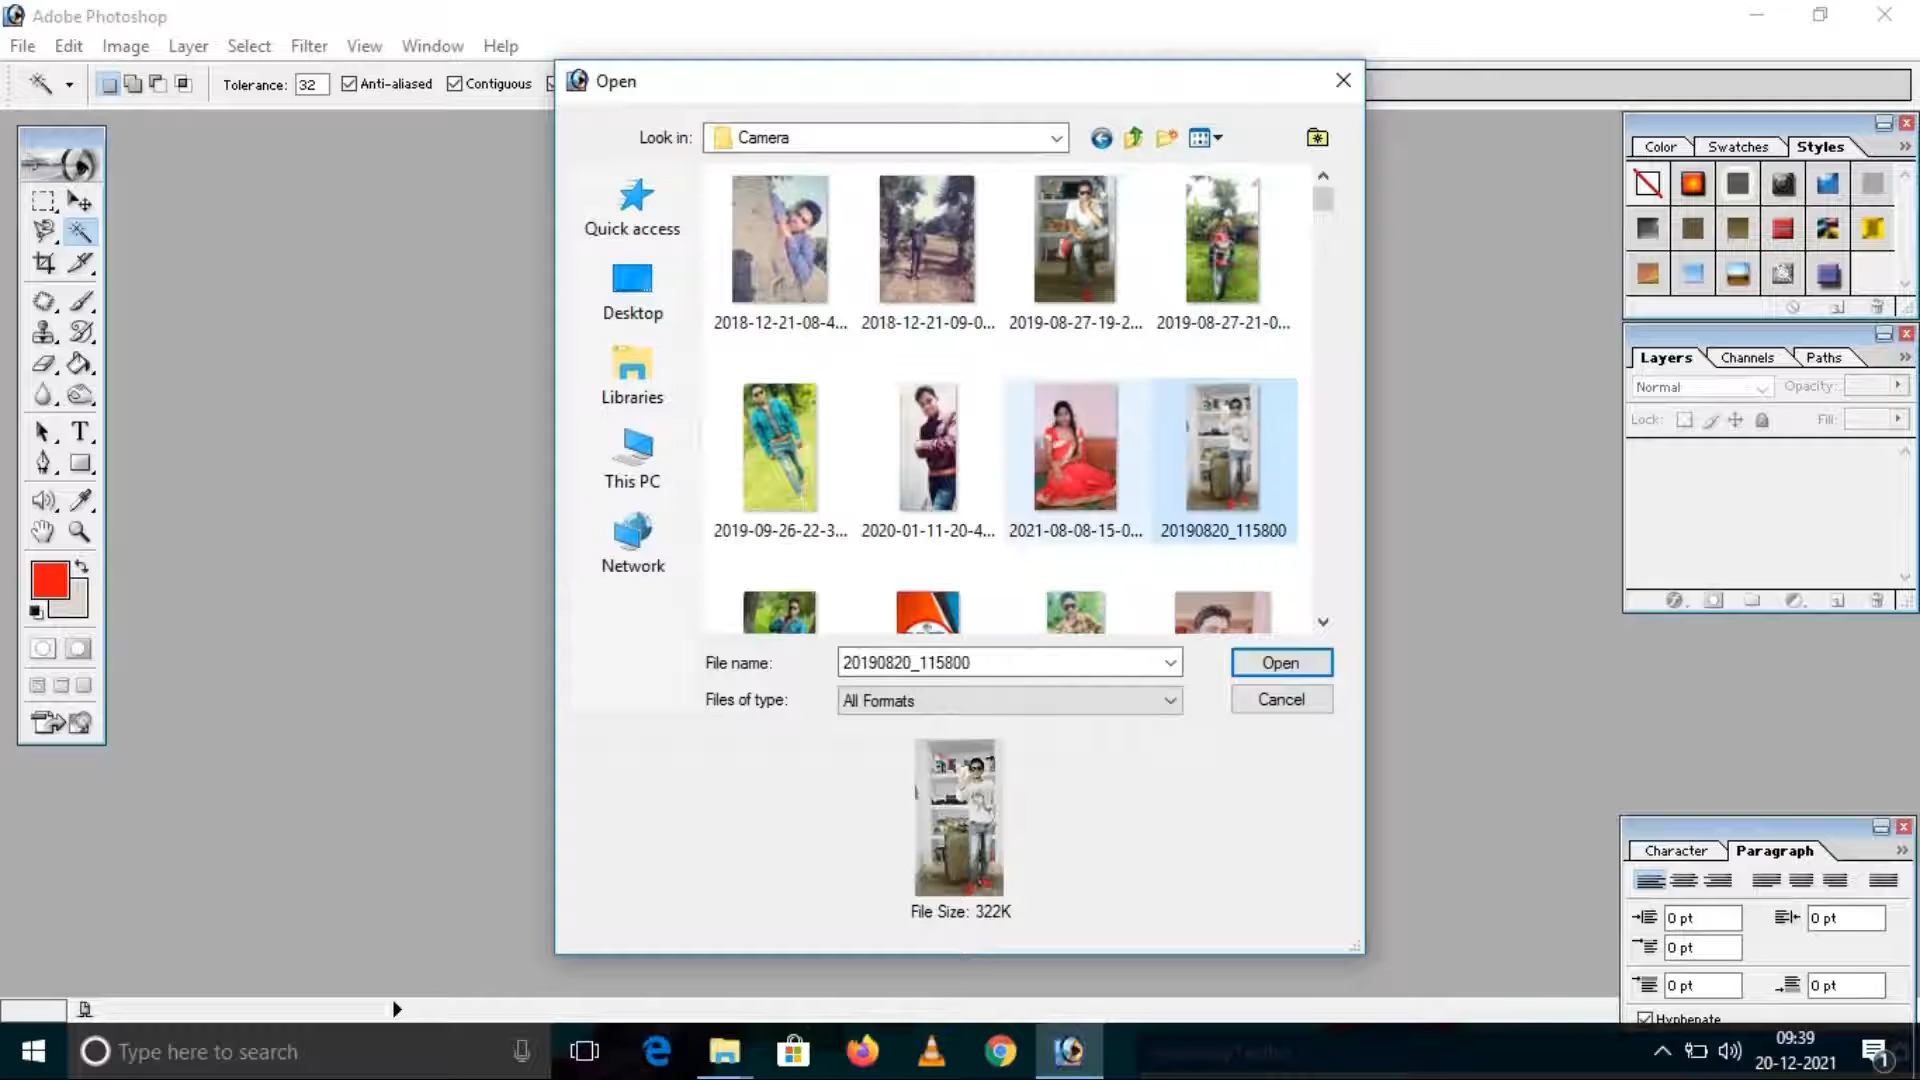 Adobe Photoshop
File Edit Image Layer Select Filter View Window Help
Tolerance: 32 Anti-aliased Contiguous
Open
Look in: Camera
Quick access
Desktop
Libraries
This PC
Network
2018-12-21-08-4... 2018-12-21-09-0... 2019-08-27-19-2... 2019-08-27-21-0...
2019-09-26-22-3... 2020-01-11-20-4... 2021-08-08-15-0... 20190820_115800
File name: 20190820_115800 Open
Files of type: All Formats Cancel
File Size: 322K
Color Swatches Styles
Layers Channels Paths
Normal Opacity:
Lock: Fill:
Character Paragraph
0 pt 0 pt
0 pt
0 pt 0 pt
Hyphenate
Type here to search
09:39
20-12-2021
1